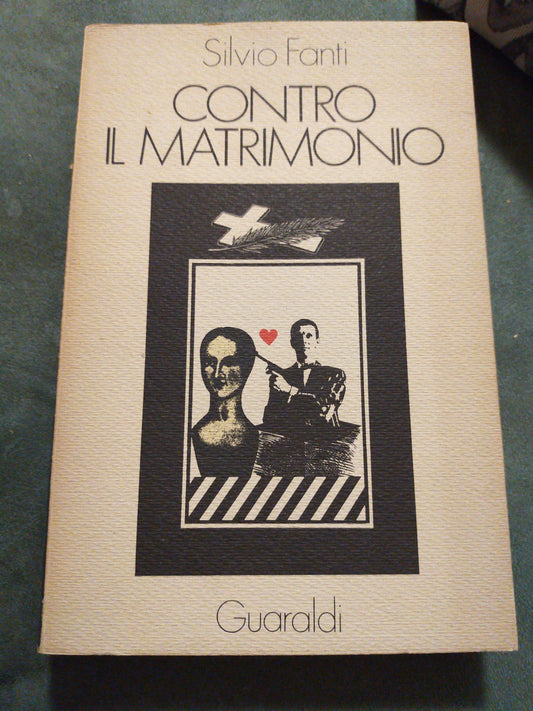 Silvio Fanti
CONTRO
IL MATRIMONIO
Guaraldi